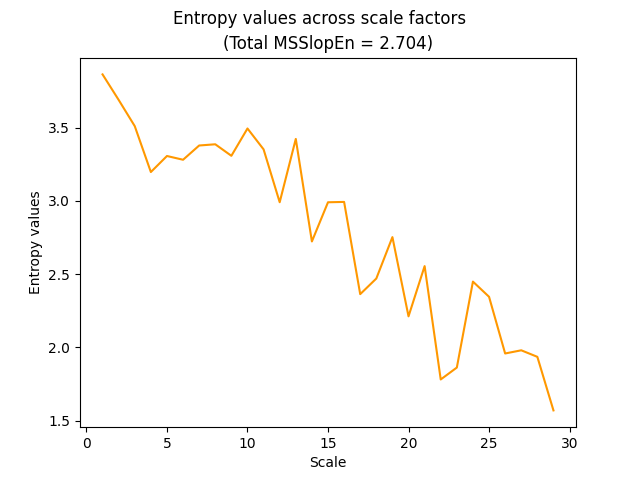 Entropy values across scale factors
(Total MSSlopEn = 2.704)
Entropy values
3.5
3.0
2.5
2.0
1.5
0 5 10 15 20 25 30
Scale